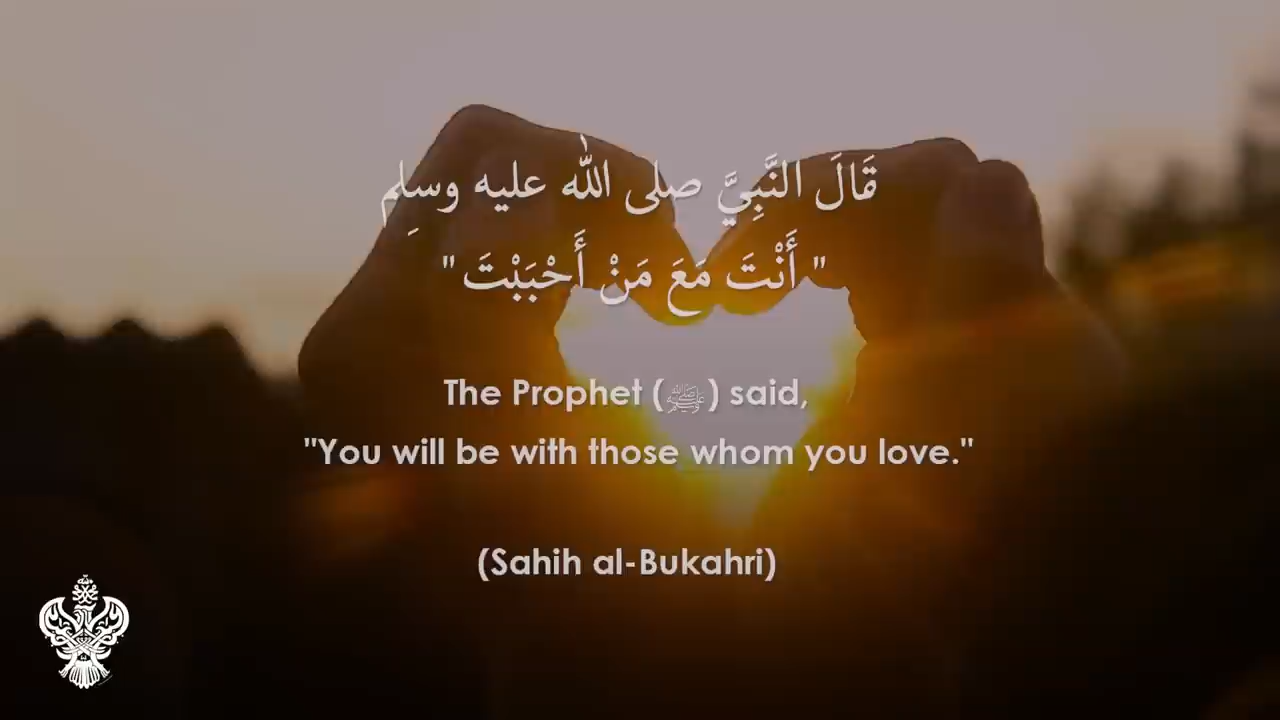 قَالَ النَّبِيَّ صلى الله عليه وسلِم
" أَنْتَ مَعَ مَنْ أَحْبَبْتَ "
The Prophet (ﷺ) said,
"You will be with those whom you love."
(Sahih al-Bukahri)